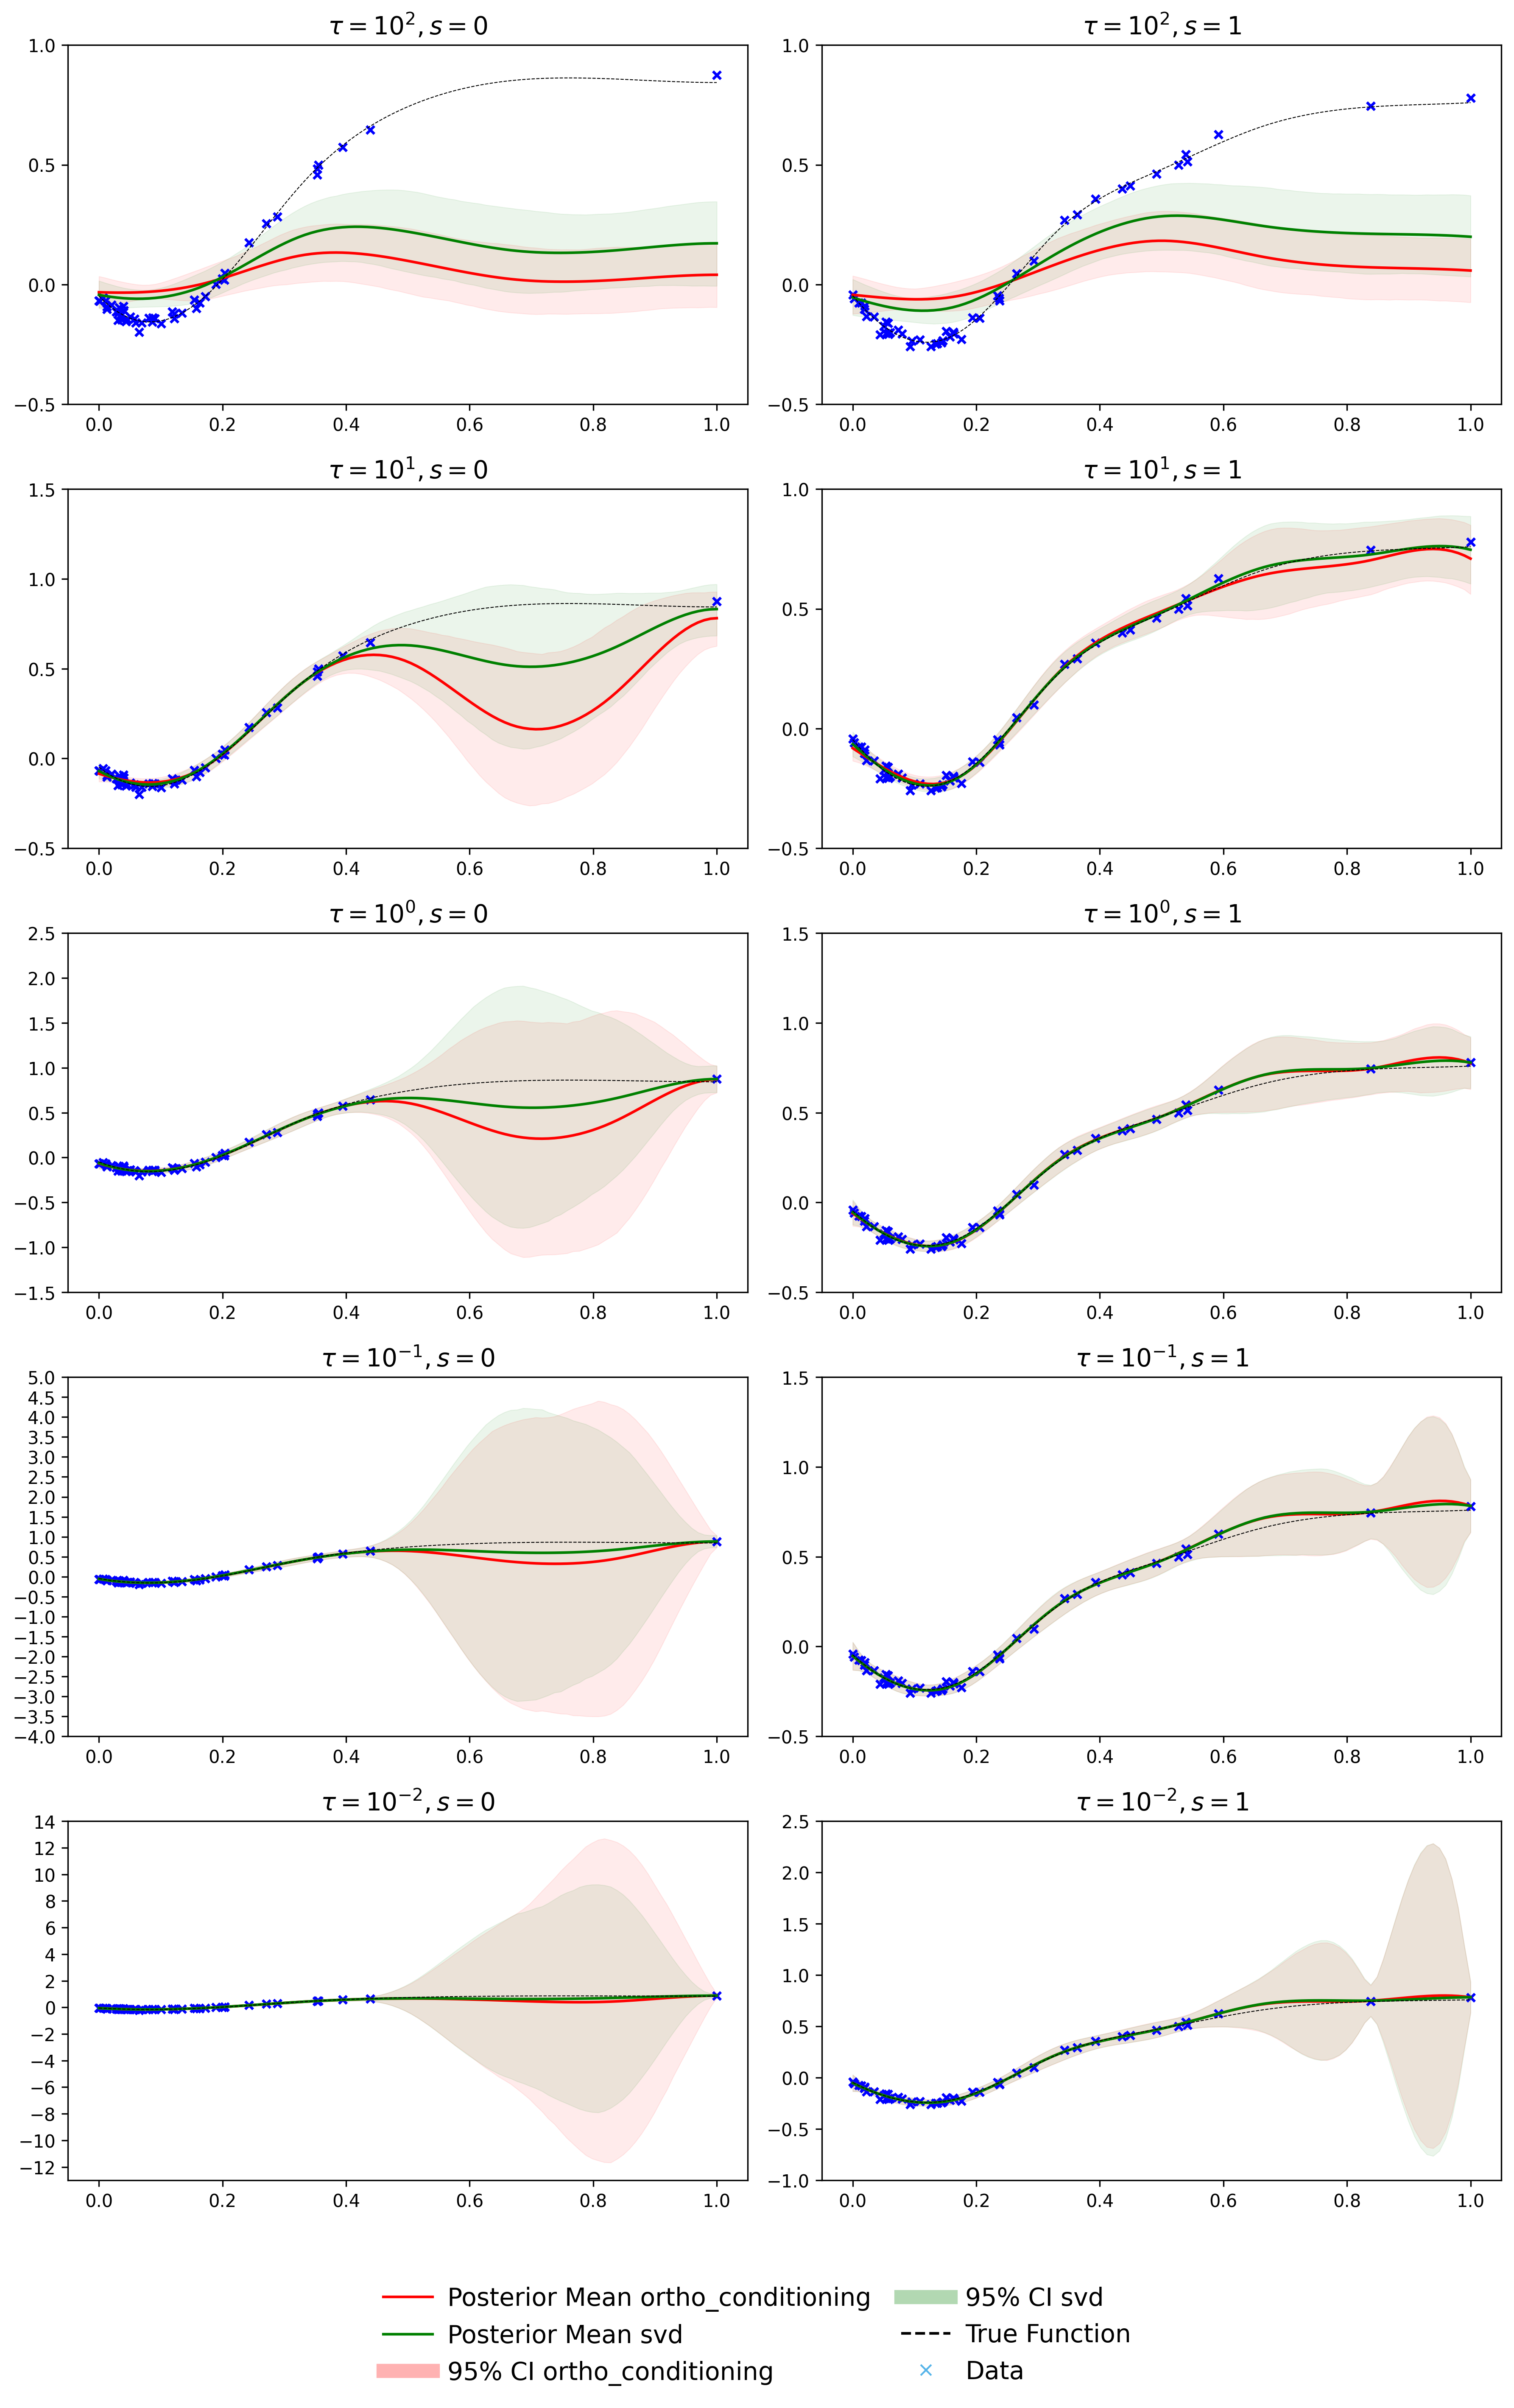 τ = 10², s = 0
τ = 10², s = 1
1.0
0.5
0.0
−0.5
0.0 0.2 0.4 0.6 0.8 1.0
1.0
0.5
0.0
−0.5
0.0 0.2 0.4 0.6 0.8 1.0
τ = 10¹, s = 0
τ = 10¹, s = 1
1.5
1.0
0.5
0.0
−0.5
0.0 0.2 0.4 0.6 0.8 1.0
1.0
0.5
0.0
−0.5
0.0 0.2 0.4 0.6 0.8 1.0
τ = 10⁰, s = 0
τ = 10⁰, s = 1
2.5
2.0
1.5
1.0
0.5
0.0
−0.5
−1.0
−1.5
0.0 0.2 0.4 0.6 0.8 1.0
1.5
1.0
0.5
0.0
−0.5
0.0 0.2 0.4 0.6 0.8 1.0
τ = 10⁻¹, s = 0
τ = 10⁻¹, s = 1
5.0
4.5
4.0
3.5
3.0
2.5
2.0
1.5
1.0
0.5
0.0
−0.5
−1.0
−1.5
−2.0
−2.5
−3.0
−3.5
−4.0
0.0 0.2 0.4 0.6 0.8 1.0
1.5
1.0
0.5
0.0
−0.5
0.0 0.2 0.4 0.6 0.8 1.0
τ = 10⁻², s = 0
τ = 10⁻², s = 1
14
12
10
8
6
4
2
0
−2
−4
−6
−8
−10
−12
0.0 0.2 0.4 0.6 0.8 1.0
2.5
2.0
1.5
1.0
0.5
0.0
−0.5
−1.0
0.0 0.2 0.4 0.6 0.8 1.0
Posterior Mean ortho_conditioning
Posterior Mean svd
95% CI ortho_conditioning
95% CI svd
True Function
Data